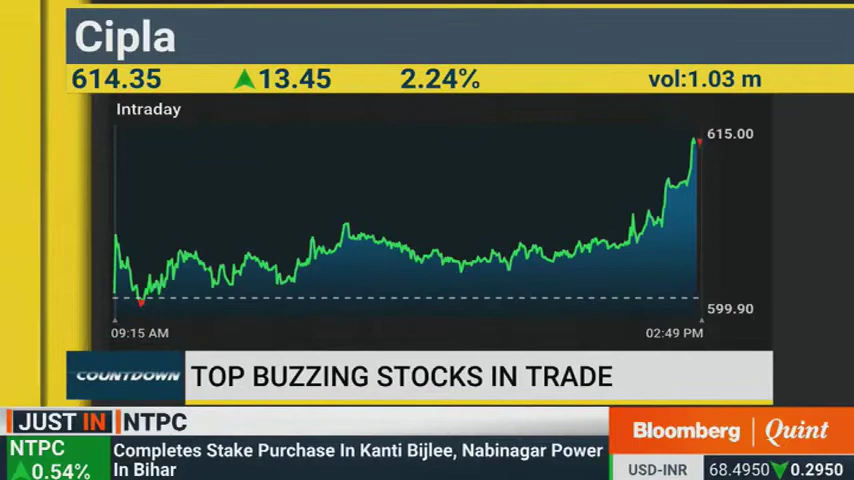 Cipla
614.35 13.45 2.24% vol:1.03 m
Intraday
615.00
599.90
09:15 AM 02:49 PM
COUNTDOWN TOP BUZZING STOCKS IN TRADE
JUST IN NTPC
NTPC
0.54%
Completes Stake Purchase In Kanti Bijlee, Nabinagar Power
In Bihar
Bloomberg | Quint
USD-INR 68.4950 0.2950